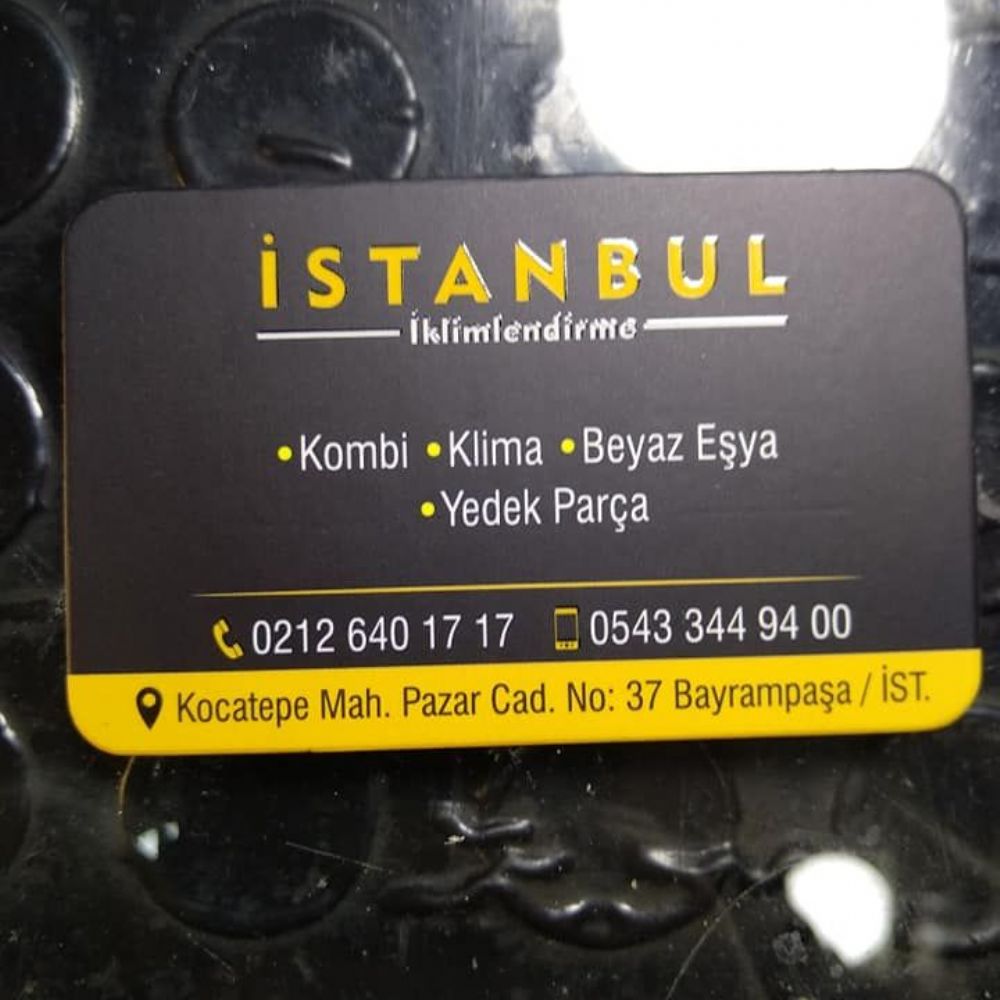 İSTANBUL
İklimlendirme
•Kombi •Klima •Beyaz Eşya
•Yedek Parça
0212 640 17 17 0543 344 94 00
Kocatepe Mah. Pazar Cad. No: 37 Bayrampaşa / İST.